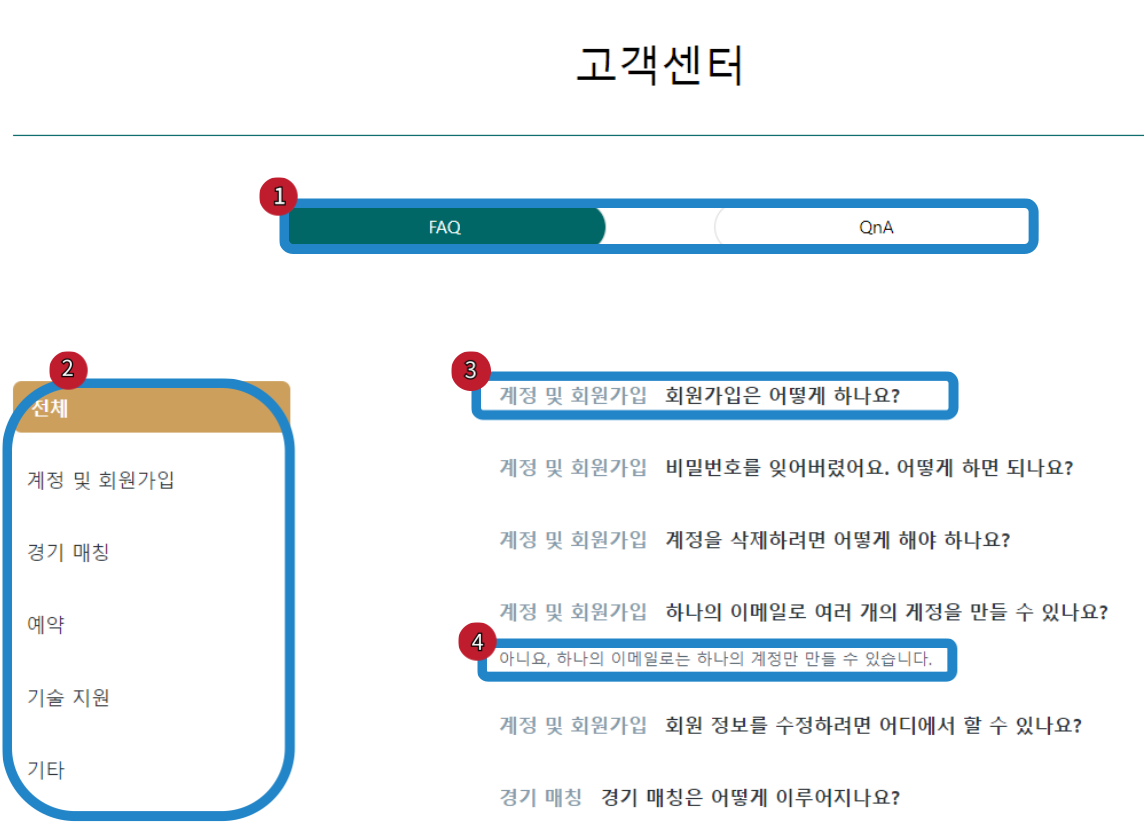 고객센터
1
FAQ
QnA
2
전체
계정 및 회원가입
경기 매칭
예약
기술 지원
기타
3
계정 및 회원가입 회원가입은 어떻게 하나요?
계정 및 회원가입 비밀번호를 잊어버렸어요. 어떻게 하면 되나요?
계정 및 회원가입 계정을 삭제하려면 어떻게 해야 하나요?
계정 및 회원가입 하나의 이메일로 여러 개의 계정을 만들 수 있나요?
4
아니요, 하나의 이메일로는 하나의 계정만 만들 수 있습니다.
계정 및 회원가입 회원 정보를 수정하려면 어디에서 할 수 있나요?
경기 매칭 경기 매칭은 어떻게 이루어지나요?